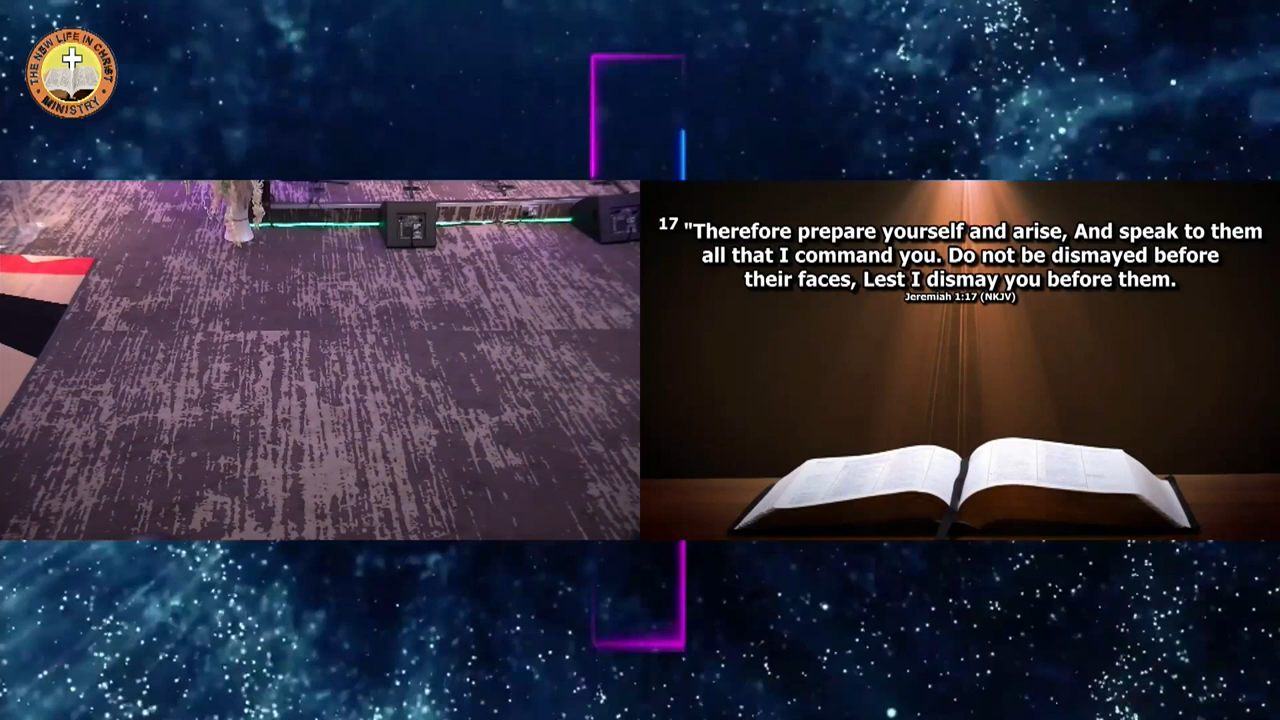 THE NEW LIFE IN CHRIST
MINISTRY
17 "Therefore prepare yourself and arise, And speak to them
all that I command you. Do not be dismayed before
their faces, Lest I dismay you before them.
Jeremiah 1:17 (NKJV)